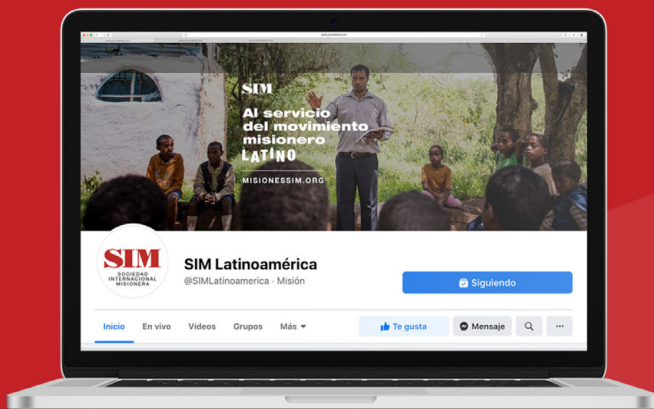 SIM
Al servicio
del movimiento
misionero
LATINO
MISIONESSIM.ORG
SIM
SOCIEDAD
INTERNACIONAL
MISIONERA
SIM Latinoamérica
@SIMLatinoamerica · Misión
Siguiendo
Inicio En vivo Videos Grupos Más Te gusta Mensaje